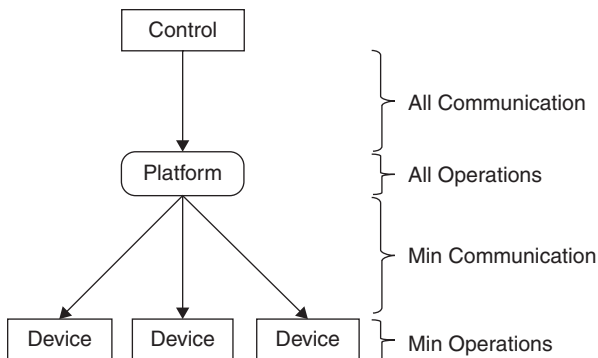 Control
All Communication
Platform
All Operations
Min Communication
Device
Device
Device
Min Operations